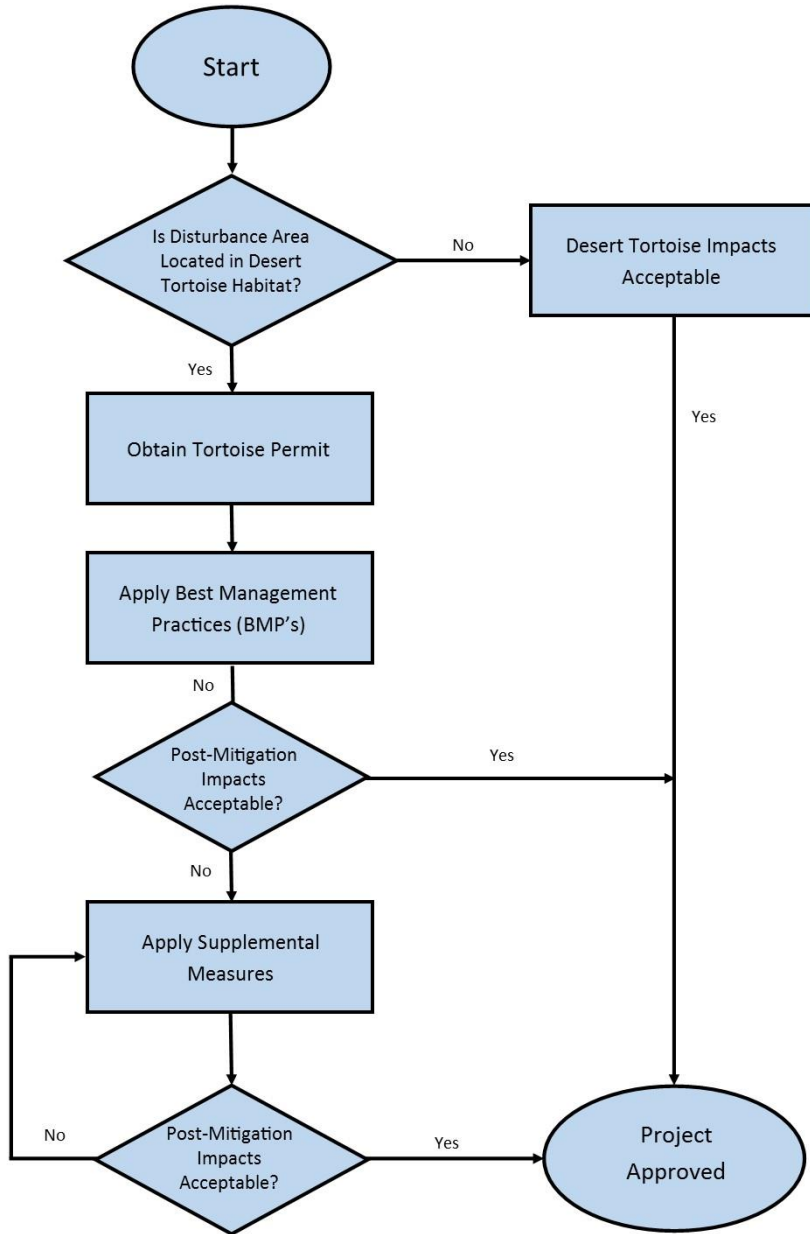 Start
Is Disturbance Area
Located in Desert
Tortoise Habitat?
No
Desert Tortoise Impacts
Acceptable
Yes
Yes
Obtain Tortoise Permit
Apply Best Management
Practices (BMP's)
No
Post-Mitigation
Impacts
Acceptable?
Yes
No
Apply Supplemental
Measures
No
Post-Mitigation
Impacts
Acceptable?
Yes
Project
Approved